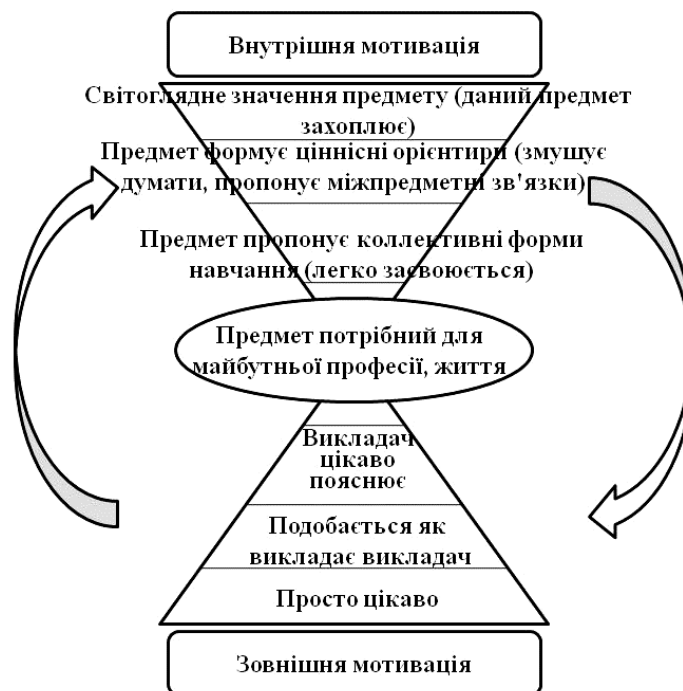 Внутрішня мотивація
Світоглядне значення предмету (даний предмет
захоплює)
Предмет формує ціннісні орієнтири (змушує
думати, пропонує міжпредметні зв'язки)
Предмет пропонує коллективні форми
навчання (легко засвоюється)
Предмет потрібний для
майбутньої професії, життя
Викладач
цікаво
пояснює
Подобається як
викладає викладач
Просто цікаво
Зовнішня мотивація